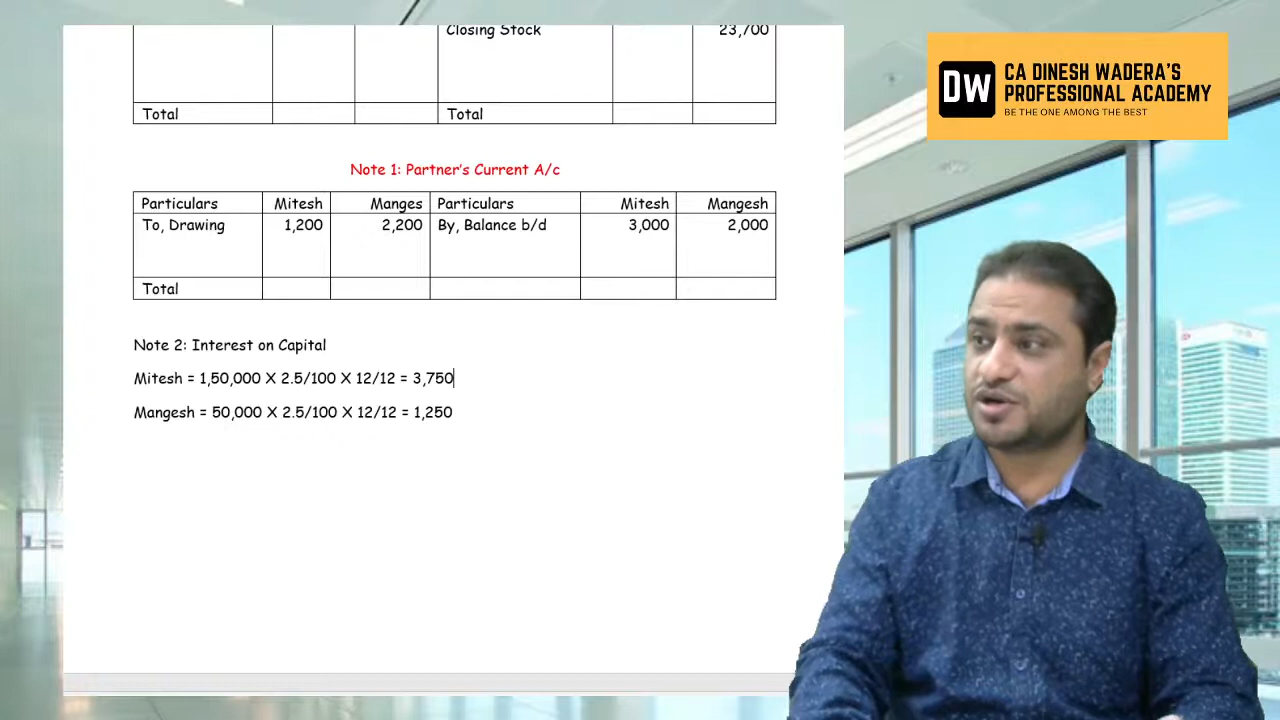 Closing Stock 23,700
Total Total
Note 1: Partner's Current A/c
Particulars Mitesh Manges Particulars Mitesh Mangesh
To, Drawing 1,200 2,200 By, Balance b/d 3,000 2,000
Total
Note 2: Interest on Capital
Mitesh = 1,50,000 X 2.5/100 X 12/12 = 3,750
Mangesh = 50,000 X 2.5/100 X 12/12 = 1,250
DW
CA DINESH WADERA'S
PROFESSIONAL ACADEMY
BE THE ONE AMONG THE BEST